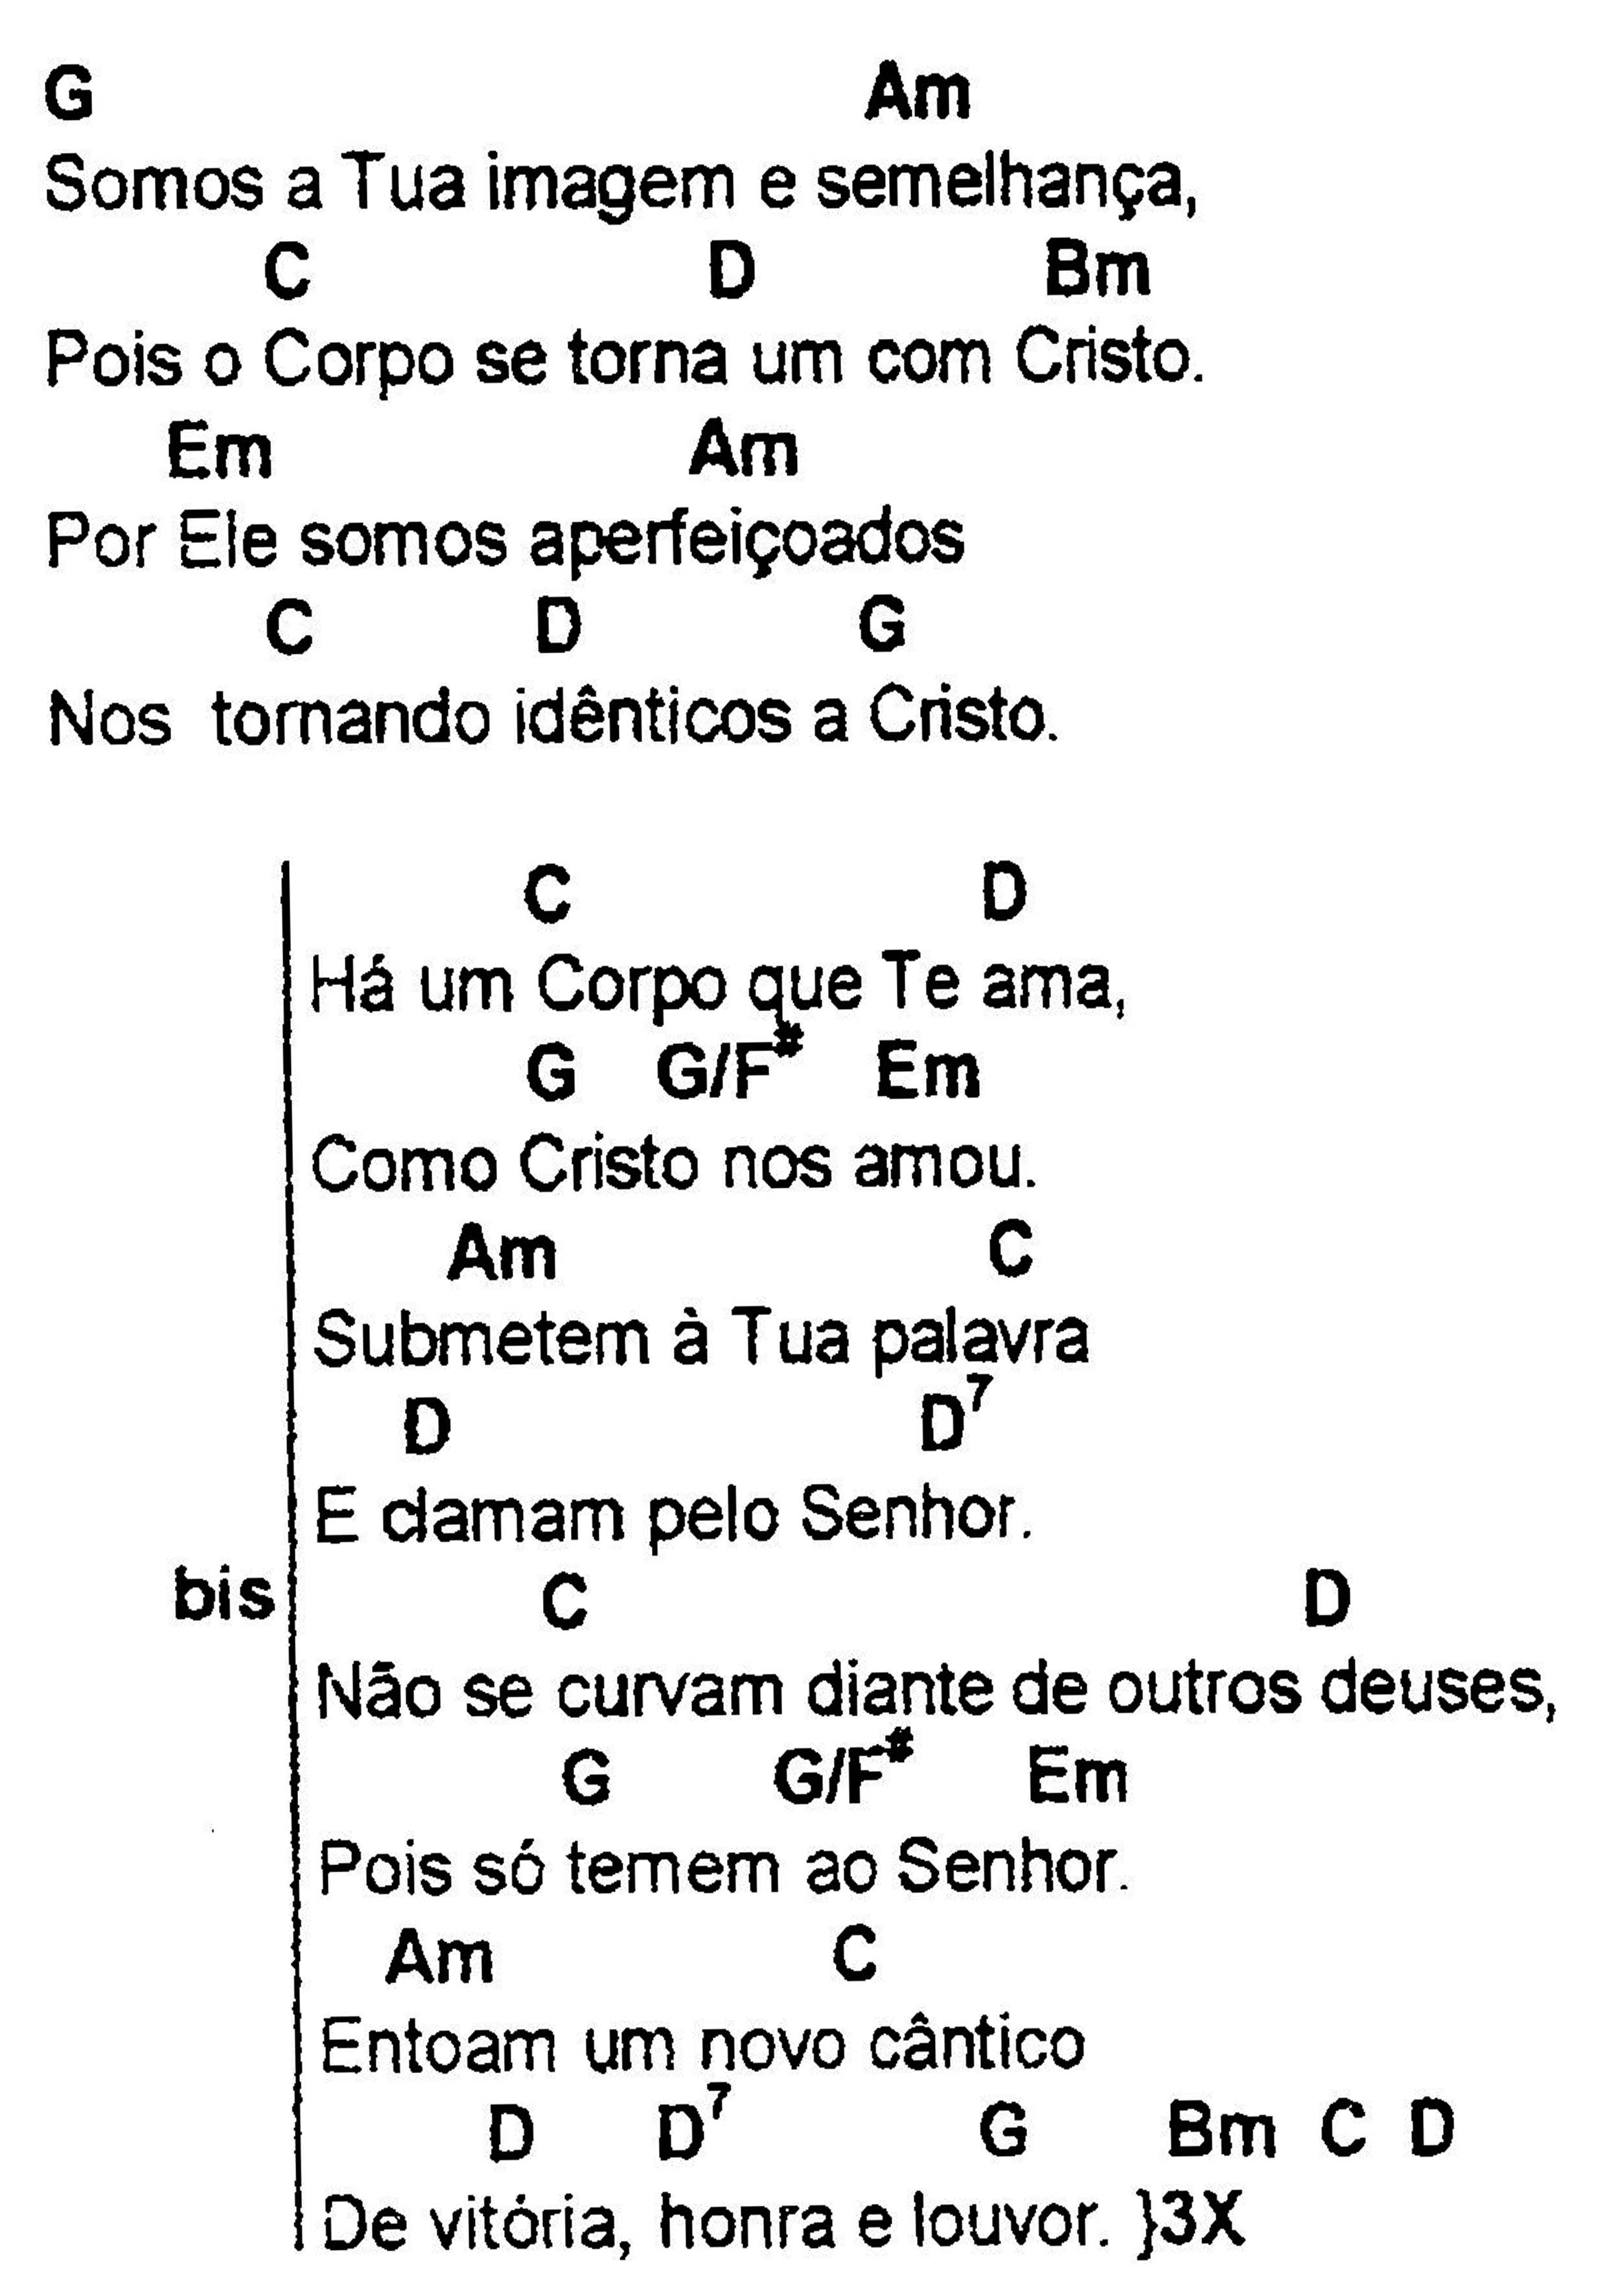 G Am
Somos a Tua imagem e semelhança,
C D Bm
Pois o Corpo se torna um com Cristo.
Em Am
Por Ele somos aperfeiçoados
C D G
Nos tornando idênticos a Cristo.
C D
Há um Corpo que Te ama,
G G/F# Em
Como Cristo nos amou.
Am C
Submetem à Tua palavra
D D7
E clamam pelo Senhor.
bis C D
Não se curvam diante de outros deuses,
G G/F# Em
Pois só temem ao Senhor.
Am C
Entoam um novo cântico
D D7 G Bm C D
De vitória, honra e louvor. }3X